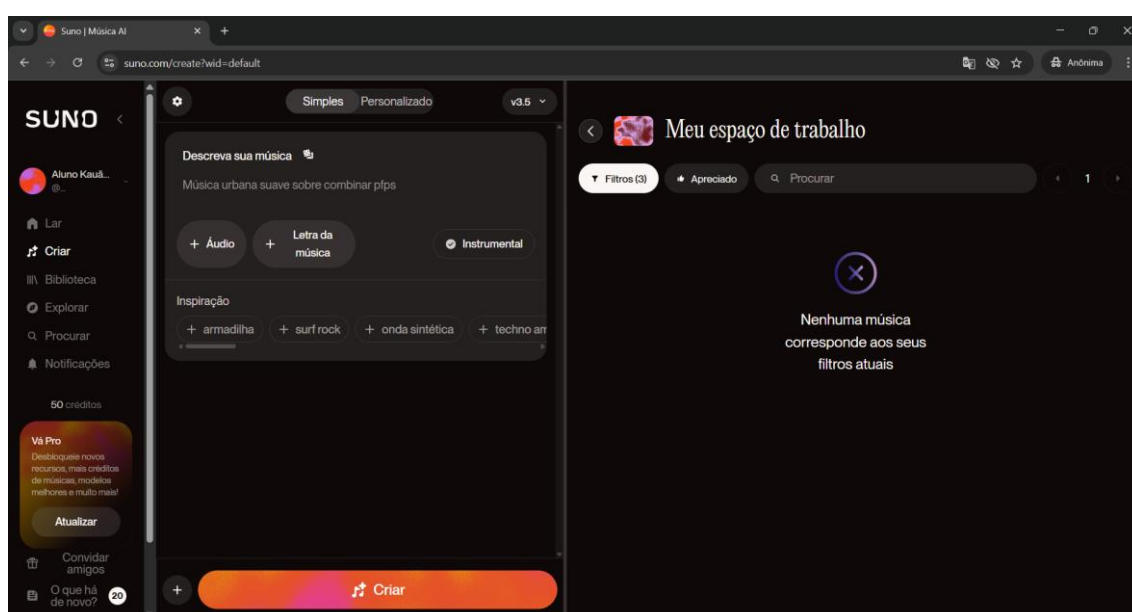 Suno | Música AI
suno.com/create?wid=default
Anônima
SUNO
Aluno Kauã...
@..
Lar
Criar
Biblioteca
Explorar
Procurar
Notificações
50 créditos
Vá Pro
Desbloqueie novos
recursos, mais créditos
de músicas, modelos
melhores e muito mais!
Atualizar
Convidar
amigos
O que há
de novo?
20
Simples
Personalizado
v3.5
Descreva sua música
Música urbana suave sobre combinar pfps
+ Áudio
+ Letra da
música
Instrumental
Inspiração
+ armadilha
+ surf rock
+ onda sintética
+ techno am
+
Criar
Meu espaço de trabalho
Filtros (3)
Apreciado
Procurar
1
Nenhuma música
corresponde aos seus
filtros atuais